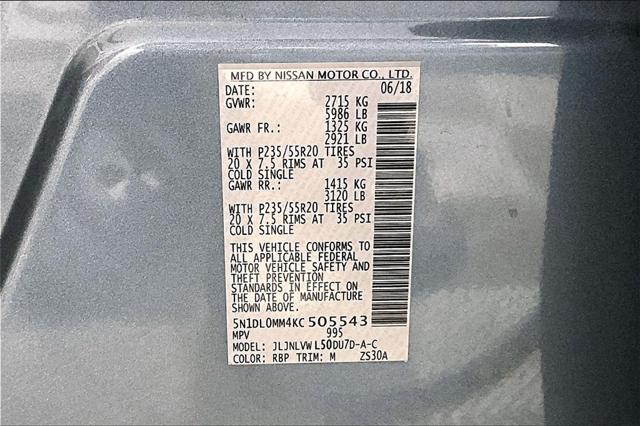 MFD BY NISSAN MOTOR CO., LTD.
DATE: 06/18
GVWR: 2715 KG
5986 LB
GAWR FR.: 1325 KG
2921 LB
WITH P235/55R20 TIRES
20 X 7.5 RIMS AT 35 PSI
COLD SINGLE
GAWR RR.: 1415 KG
3120 LB
WITH P235/55R20 TIRES
20 X 7.5 RIMS AT 35 PSI
COLD SINGLE
THIS VEHICLE CONFORMS TO
ALL APPLICABLE FEDERAL
MOTOR VEHICLE SAFETY AND
THEFT PREVENTION
STANDARDS IN EFFECT ON
THE DATE OF MANUFACTURE
SHOWN ABOVE.
5N1DL0MM4KC 505543
MPV 995
MODEL: JLJNLVW L50DU7D-A-C
COLOR: RBP TRIM: M ZS30A